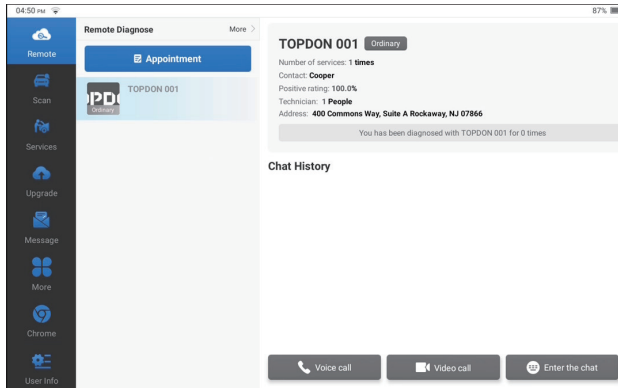 04:50 PM
87%
Remote
Scan
Services
Upgrade
Message
More
Chrome
User Info
Remote Diagnose
More
Appointment
TOPDON 001
Ordinary
TOPDON 001 Ordinary
Number of services: 1 times
Contact: Cooper
Positive rating: 100.0%
Technician: 1 People
Address: 400 Commons Way, Suite A Rockaway, NJ 07866
You has been diagnosed with TOPDON 001 for 0 times
Chat History
Voice call
Video call
Enter the chat